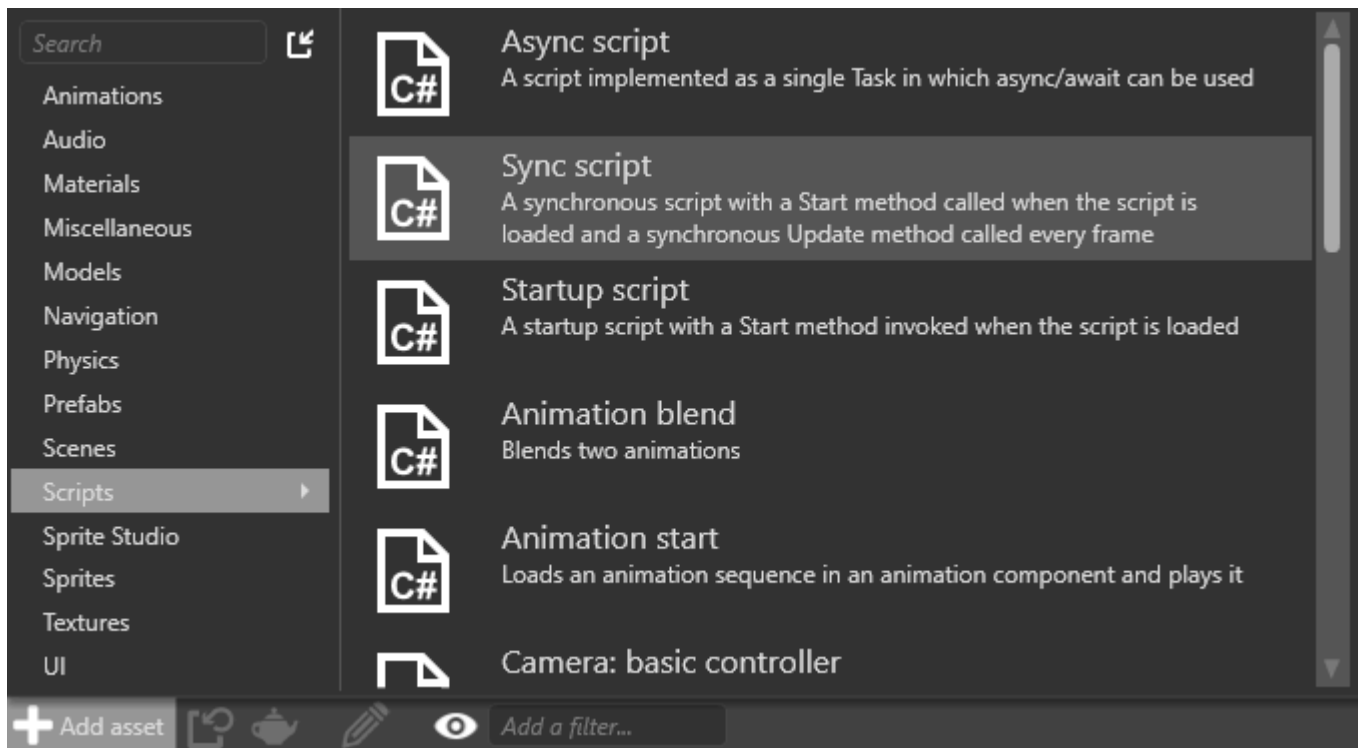 Search
Animations
Audio
Materials
Miscellaneous
Models
Navigation
Physics
Prefabs
Scenes
Scripts
Sprite Studio
Sprites
Textures
UI
C#
Async script
A script implemented as a single Task in which async/await can be used
C#
Sync script
A synchronous script with a Start method called when the script is
loaded and a synchronous Update method called every frame
C#
Startup script
A startup script with a Start method invoked when the script is loaded
C#
Animation blend
Blends two animations
C#
Animation start
Loads an animation sequence in an animation component and plays it
Camera: basic controller
Add asset
Add a filter...